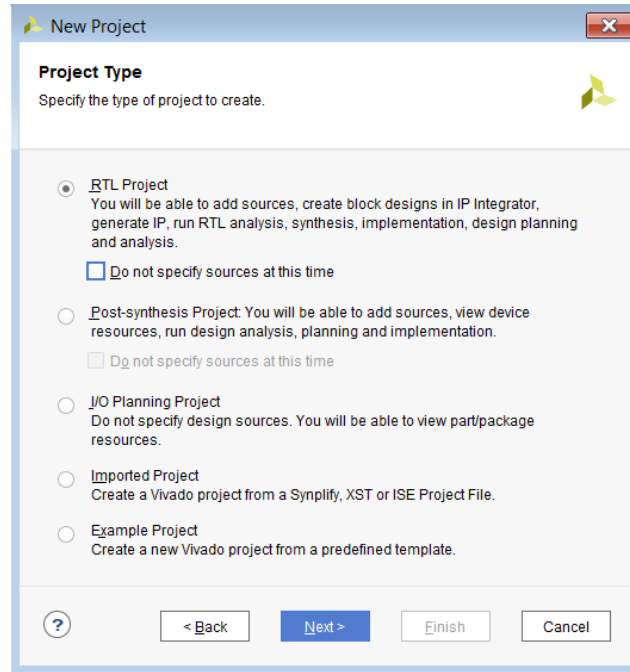 New Project
Project Type
Specify the type of project to create.
RTL Project
You will be able to add sources, create block designs in IP Integrator,
generate IP, run RTL analysis, synthesis, implementation, design planning
and analysis.
Do not specify sources at this time
Post-synthesis Project: You will be able to add sources, view device
resources, run design analysis, planning and implementation.
Do not specify sources at this time
I/O Planning Project
Do not specify design sources. You will be able to view part/package
resources.
Imported Project
Create a Vivado project from a Synplify, XST or ISE Project File.
Example Project
Create a new Vivado project from a predefined template.
? < Back Next > Finish Cancel